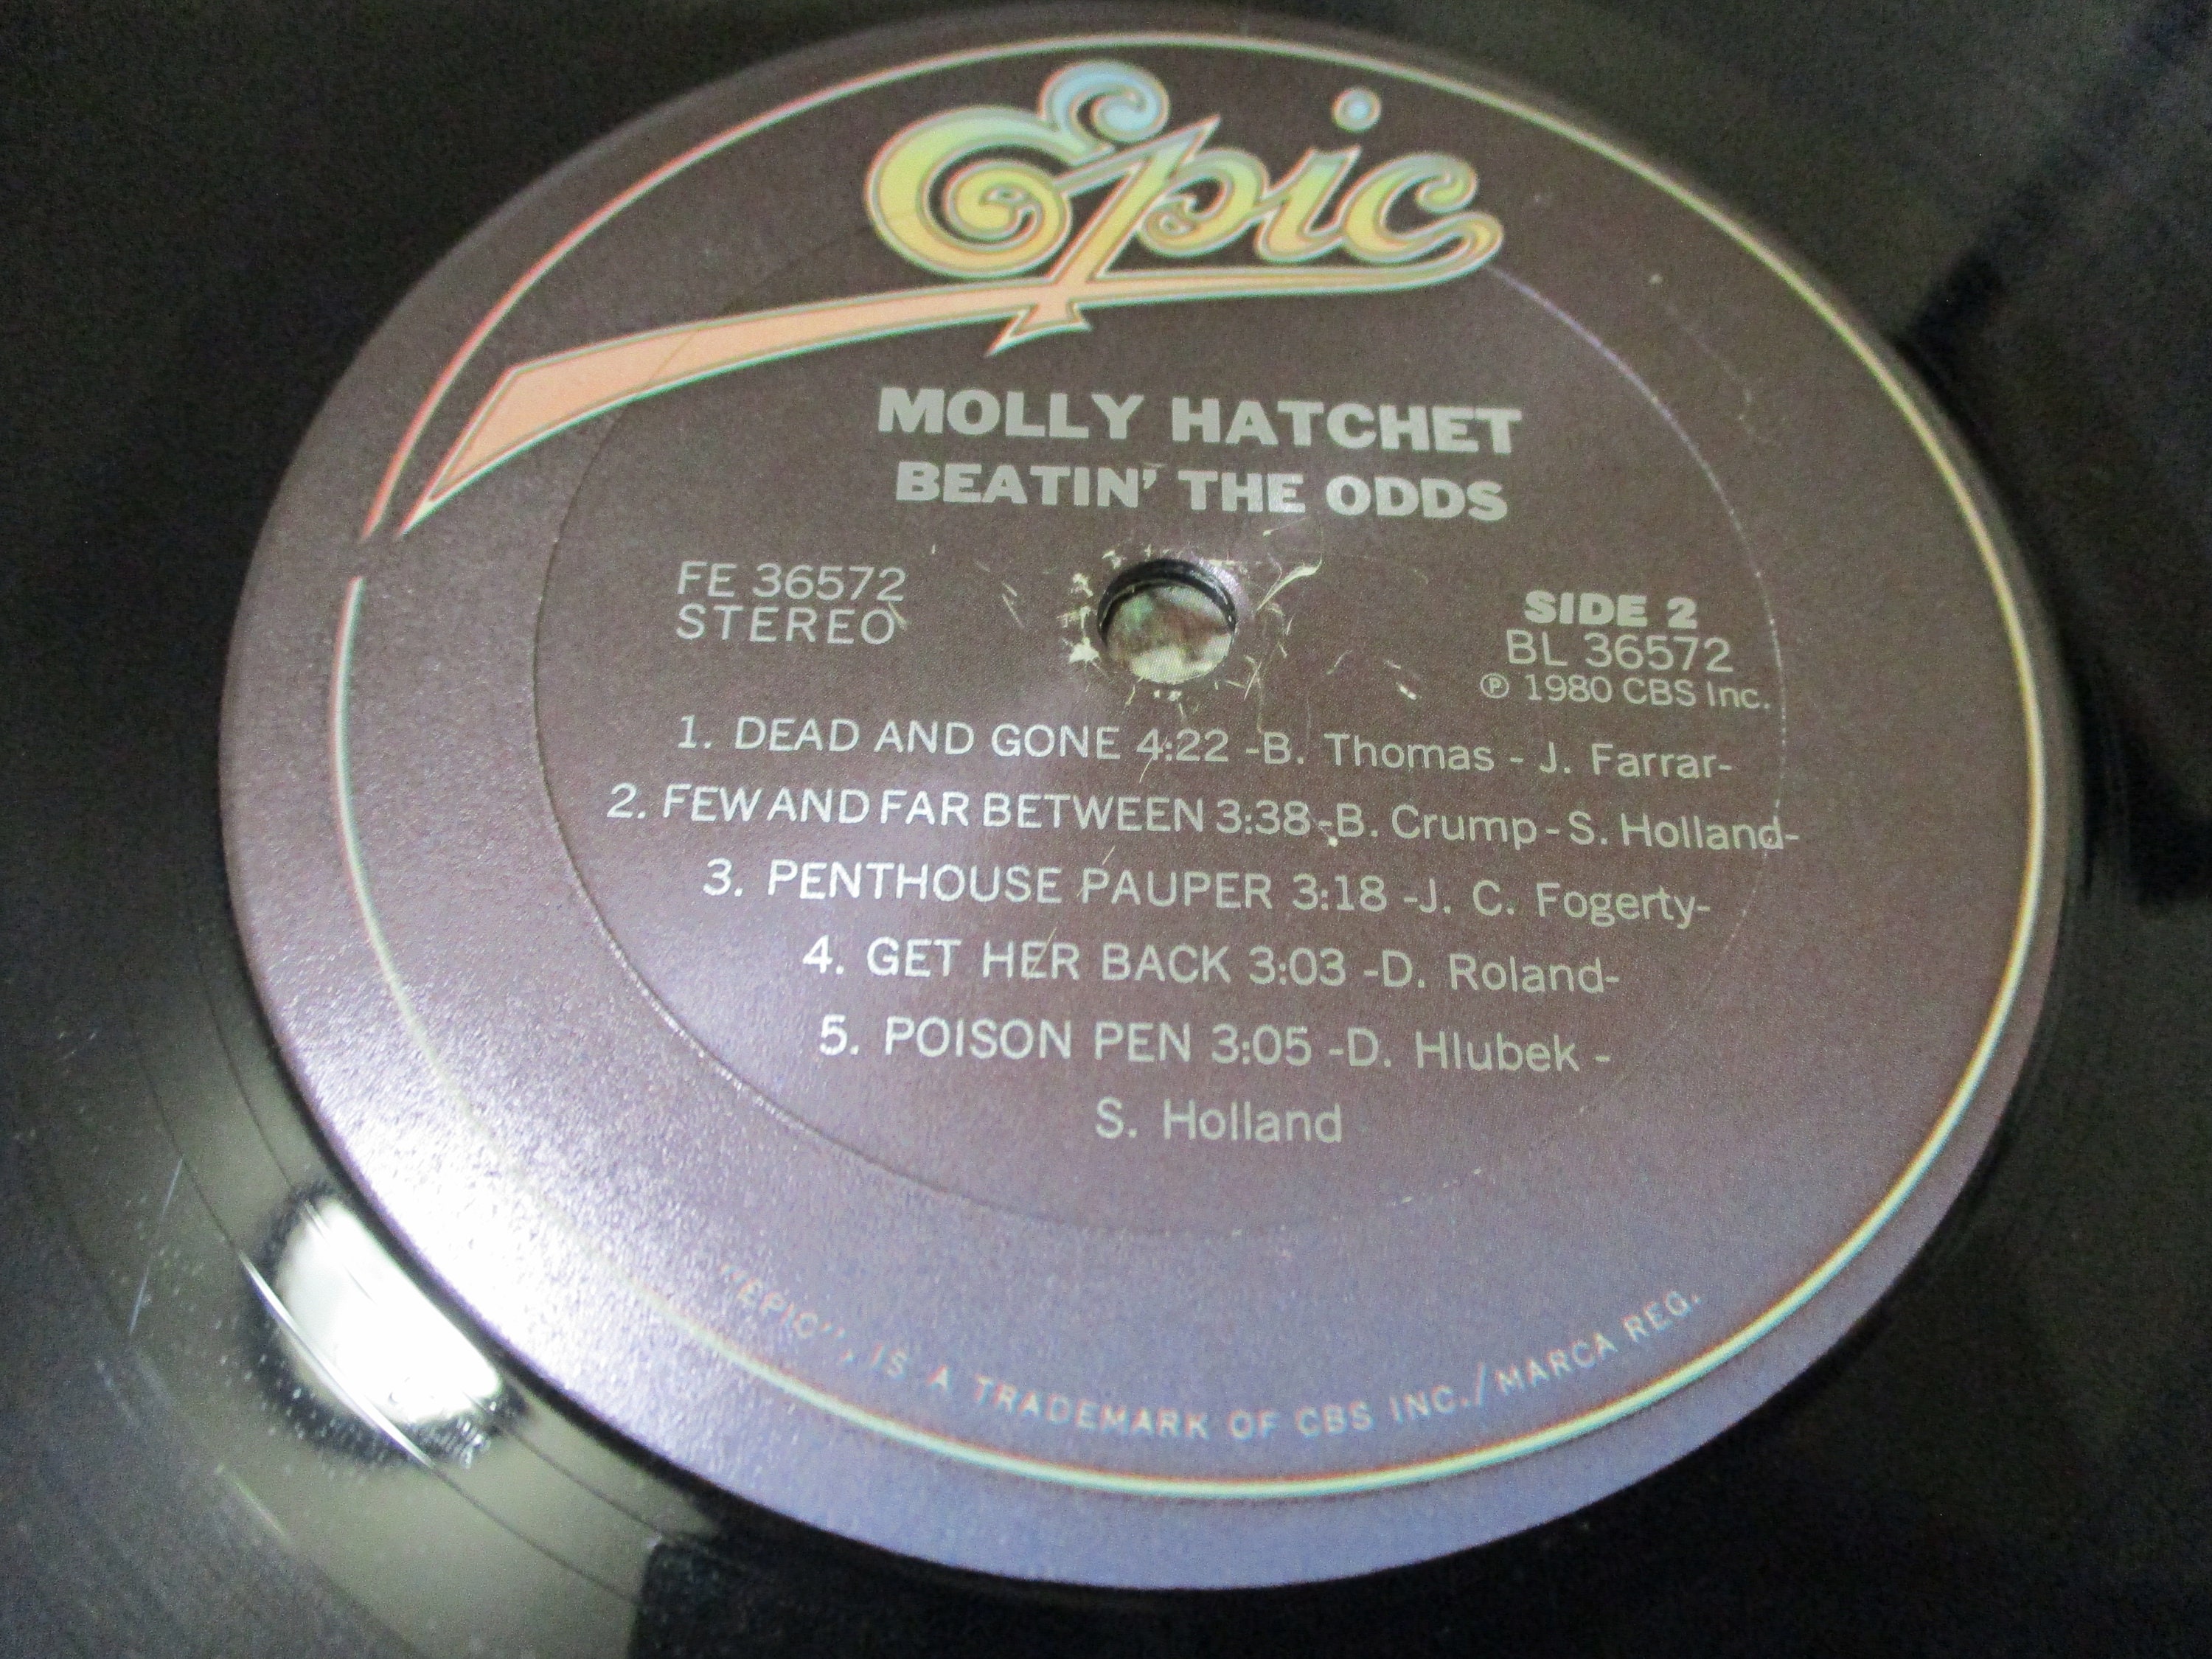 Epic
MOLLY HATCHET
BEATIN' THE ODDS
FE 36572
STEREO
SIDE 2
BL 36572
℗ 1980 CBS Inc.
1. DEAD AND GONE 4:22 -B. Thomas - J. Farrar-
2. FEW AND FAR BETWEEN 3:38 -B. Crump - S. Holland-
3. PENTHOUSE PAUPER 3:18 -J. C. Fogerty-
4. GET HER BACK 3:03 -D. Roland-
5. POISON PEN 3:05 -D. Hlubek -
S. Holland
"EPIC", IS A TRADEMARK OF CBS INC./MARCA REG.